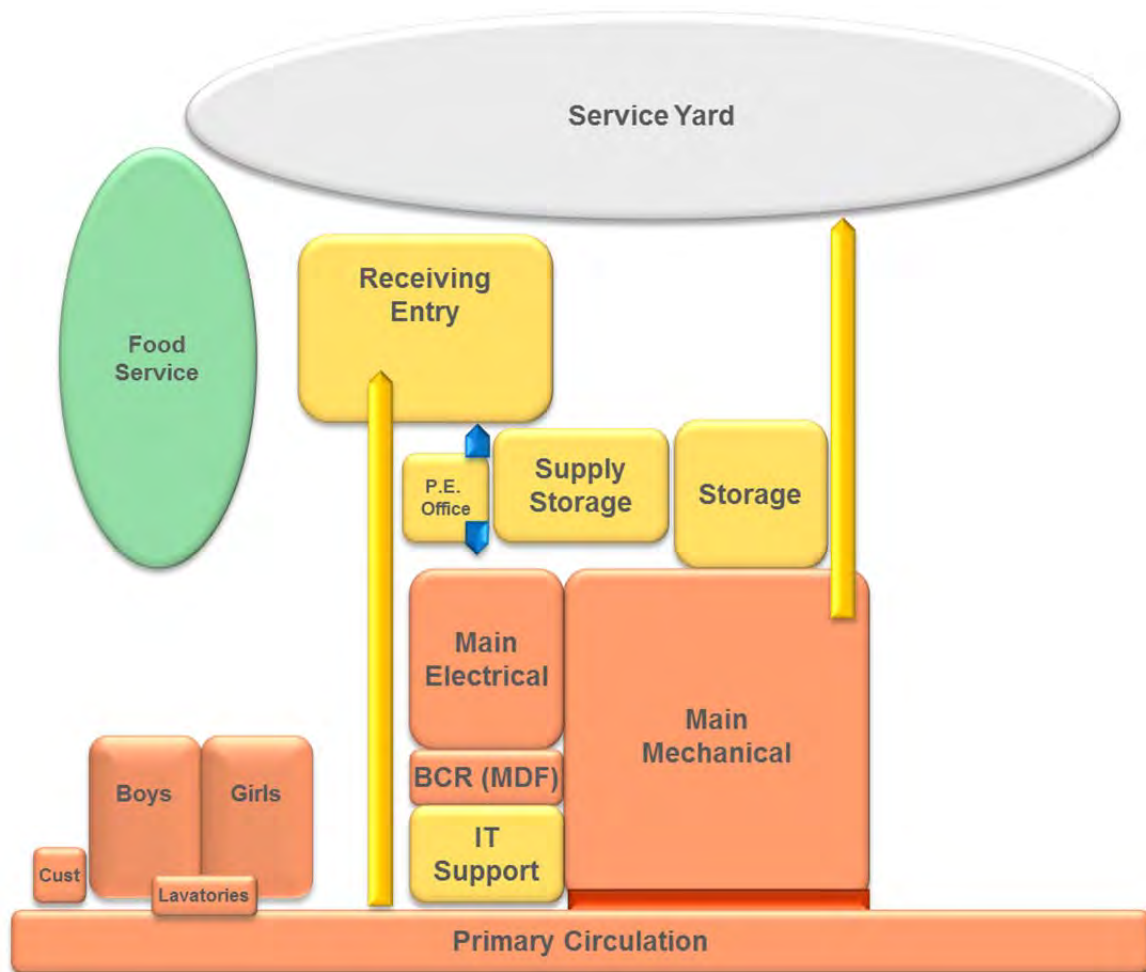 Service Yard
Receiving
Entry
Food
Service
P.E.
Office
Supply
Storage
Storage
Main
Electrical
Main
Mechanical
BCR (MDF)
Boys
Girls
IT
Support
Cust
Lavatories
Primary Circulation